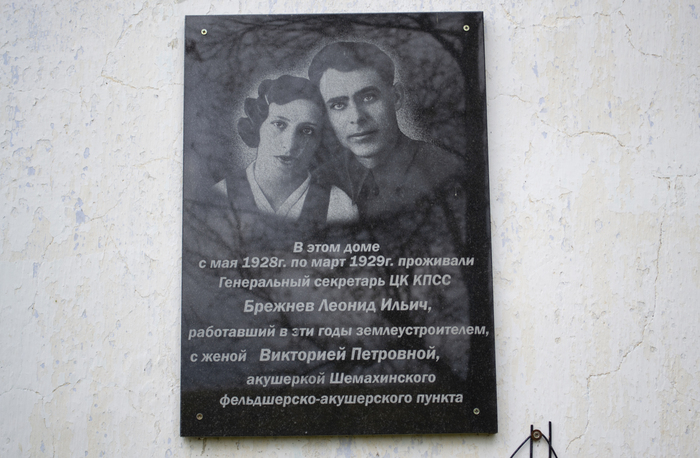 В этом доме
с мая 1928г. по март 1929г. проживали
Генеральный секретарь ЦК КПСС
Брежнев Леонид Ильич,
работавший в эти годы землеустроителем,
с женой Викторией Петровной,
акушеркой Шемахинского
фельдшерско-акушерского пункта